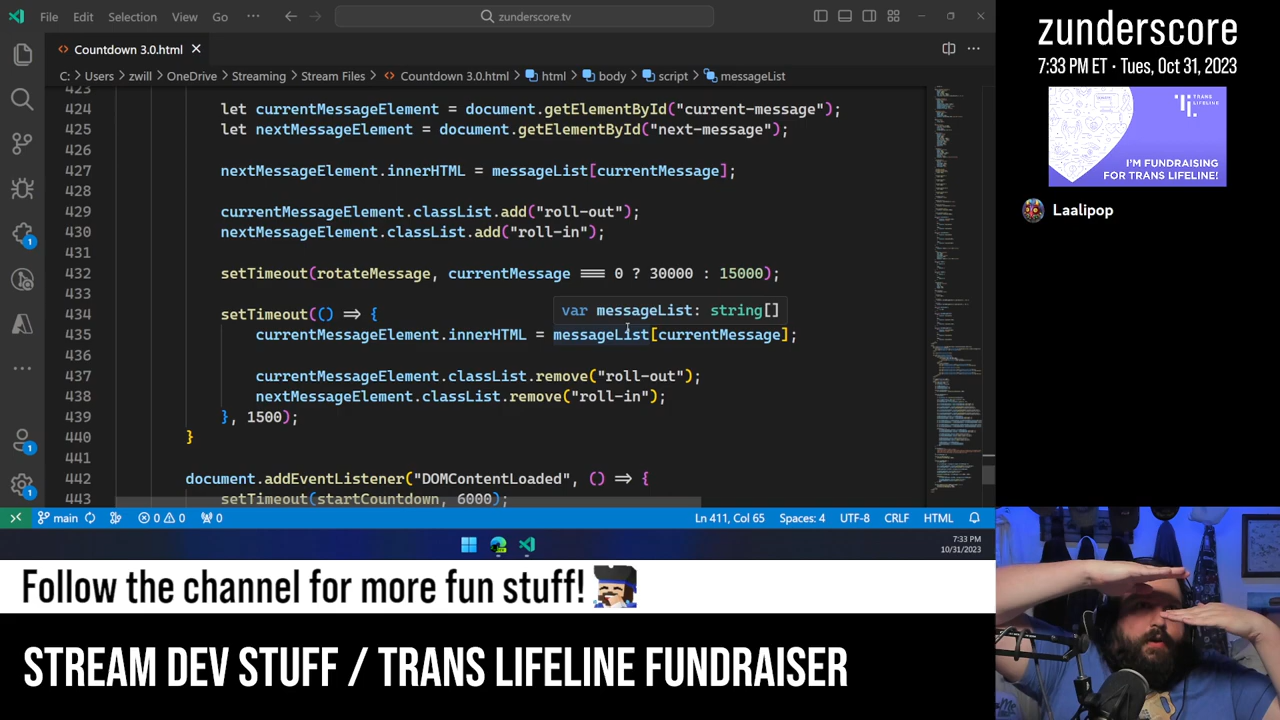 File Edit Selection View Go ··· zunderscore.tv
Countdown 3.0.html
C: > Users > zwill > OneDrive > Streaming > Stream Files > Countdown 3.0.html > html > body > script > messageList
423
424 let currentMessageElement = document.getElementById("current-message");
425 nextMessageElement = document.getElementById("next-message");
426
427 nextMessageElement.innerHTML = messageList[currentMessage];
428
429 currentMessageElement.classList.add("roll-out");
430 nextMessageElement.classList.add("roll-in");
431
432 setTimeout(rotateMessage, currentMessage === 0 ? 30000 : 15000);
433
var messageList: string[]
434 setTimeout(() => {
435 currentMessageElement.innerHTML = messageList[currentMessage];
436
437 currentMessageElement.classList.remove("roll-out");
438 nextMessageElement.classList.remove("roll-in");
439 }, 1500);
440 }
441
442 document.addEventListener("DOMContentLoaded", () => {
443 setTimeout(startCountdown, 6000);
1
1
1
main 0 0 0 Ln 411, Col 65 Spaces: 4 UTF-8 CRLF HTML
7:33 PM
10/31/2023
Follow the channel for more fun stuff!
STREAM DEV STUFF / TRANS LIFELINE FUNDRAISER
zunderscore
7:33 PM ET · Tues, Oct 31, 2023
TRANS
LIFELINE
I'M FUNDRAISING
FOR TRANS LIFELINE!
Laalipop